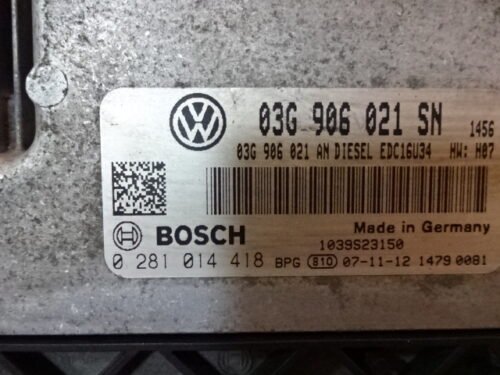 03G 906 021 SN 1456
03G 906 021 AN DIESEL EDC16U34 HW: H07
Made in Germany
BOSCH 1039S23150
0 281 014 418 BPG 810 07-11-12 1479 0081